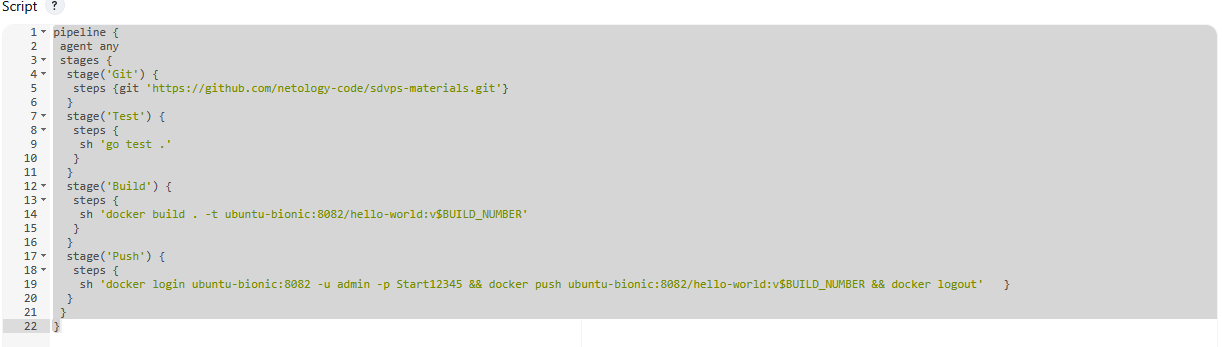 Script ?
1 pipeline {
2 agent any
3 stages {
4 stage('Git') {
5 steps {git 'https://github.com/netology-code/sdvps-materials.git'}
6 }
7 stage('Test') {
8 steps {
9 sh 'go test .'
10 }
11 }
12 stage('Build') {
13 steps {
14 sh 'docker build . -t ubuntu-bionic:8082/hello-world:v$BUILD_NUMBER'
15 }
16 }
17 stage('Push') {
18 steps {
19 sh 'docker login ubuntu-bionic:8082 -u admin -p Start12345 && docker push ubuntu-bionic:8082/hello-world:v$BUILD_NUMBER && docker logout' }
20 }
21 }
22 }